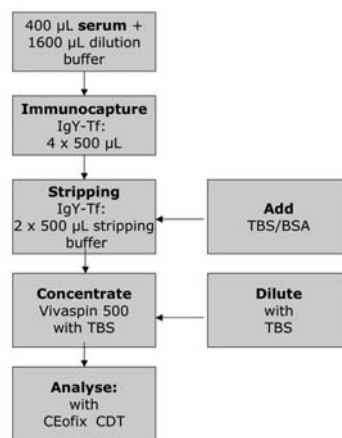 400 µL serum +
1600 µL dilution
buffer
Immunocapture
IgY-Tf:
4 x 500 µL
Stripping
IgY-Tf:
2 x 500 µL stripping
buffer
Add
TBS/BSA
Concentrate
Vivaspin 500
with TBS
Dilute
with
TBS
Analyse:
with
CEofix CDT